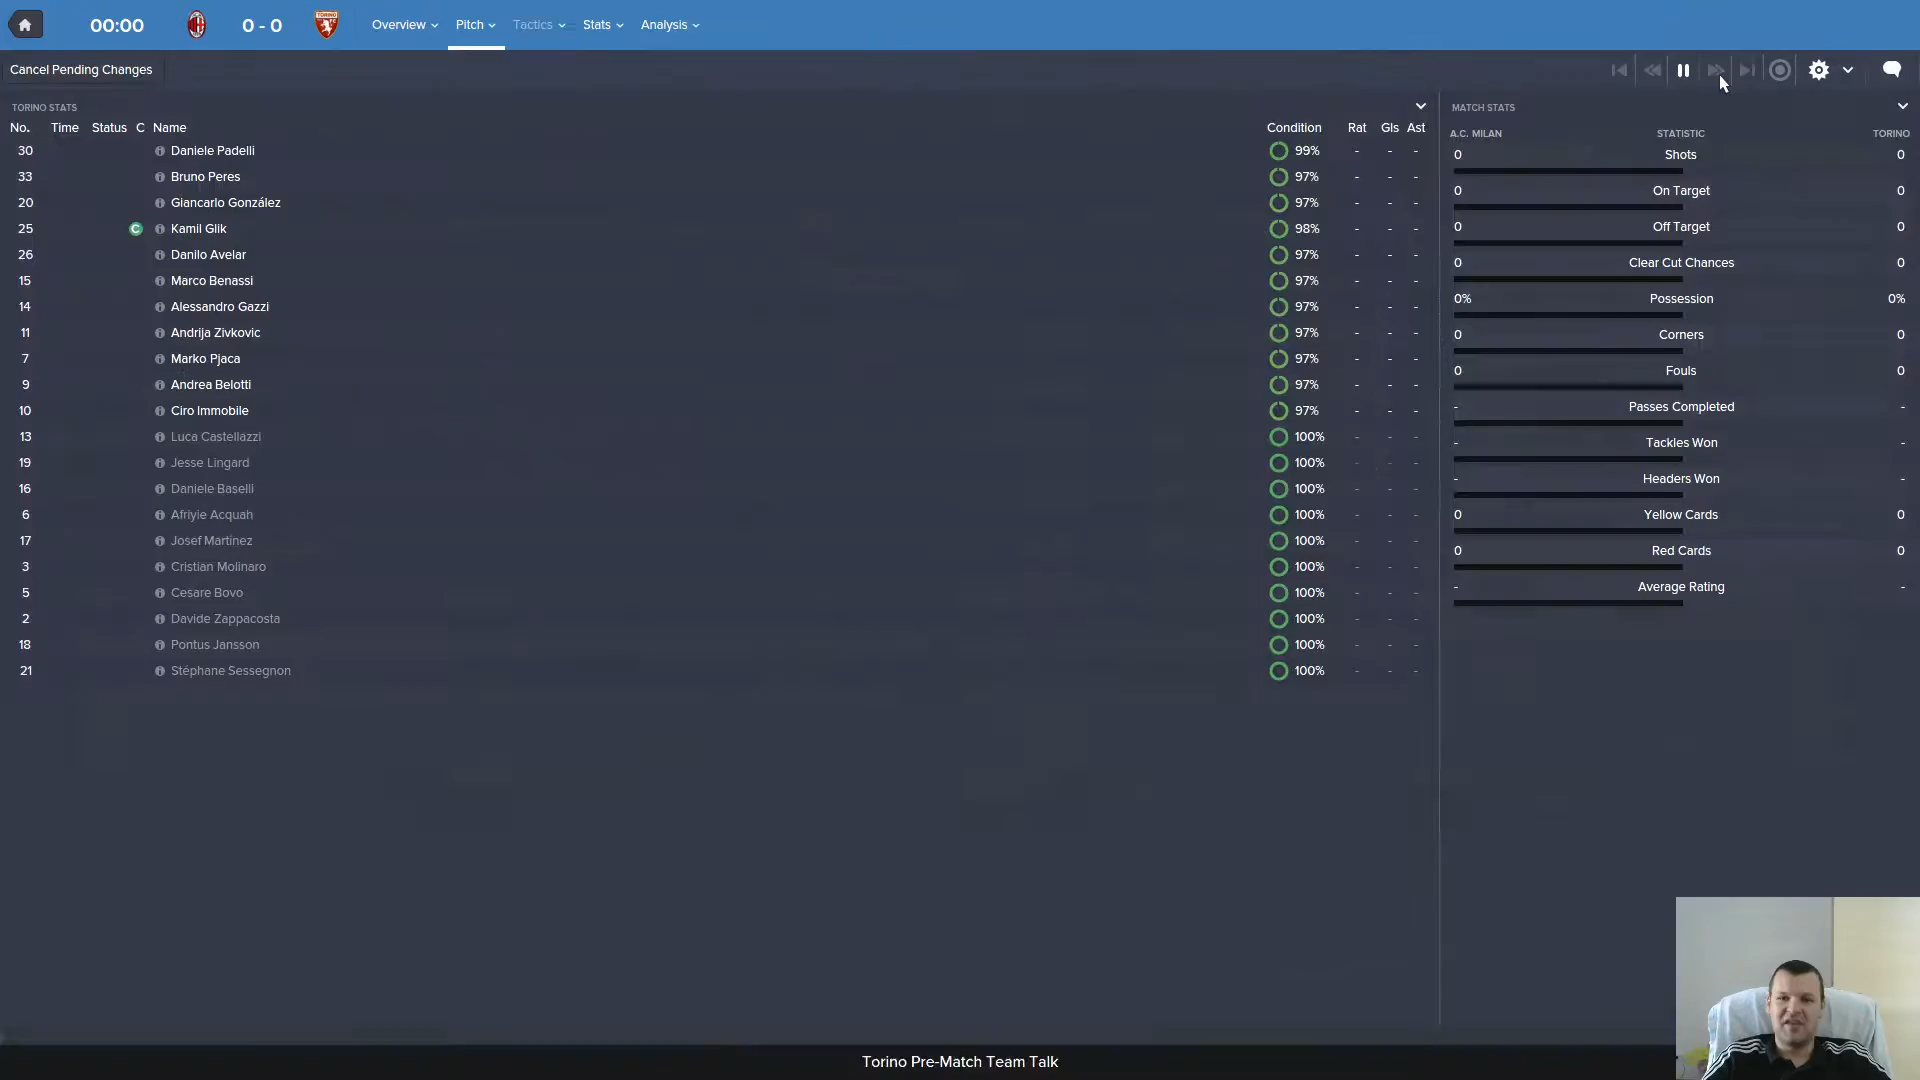 00:00 0 - 0 Overview Pitch Tactics Stats Analysis
Cancel Pending Changes
TORINO STATS
No. Time Status C Name Condition Rat Gls Ast
30 Daniele Padelli 99% - - -
33 Bruno Peres 97% - - -
20 Giancarlo González 97% - - -
25 C Kamil Glik 98% - - -
26 Danilo Avelar 97% - - -
15 Marco Benassi 97% - - -
14 Alessandro Gazzi 97% - - -
11 Andrija Zivkovic 97% - - -
7 Marko Pjaca 97% - - -
9 Andrea Belotti 97% - - -
10 Ciro Immobile 97% - - -
13 Luca Castellazzi 100% - - -
19 Jesse Lingard 100% - - -
16 Daniele Baselli 100% - - -
6 Afriyie Acquah 100% - - -
17 Josef Martínez 100% - - -
3 Cristian Molinaro 100% - - -
5 Cesare Bovo 100% - - -
2 Davide Zappacosta 100% - - -
18 Pontus Jansson 100% - - -
21 Stéphane Sessegnon 100% - - -
MATCH STATS
A.C. MILAN STATISTIC TORINO
0 Shots 0
0 On Target 0
0 Off Target 0
0 Clear Cut Chances 0
0% Possession 0%
0 Corners 0
0 Fouls 0
- Passes Completed -
- Tackles Won -
- Headers Won -
0 Yellow Cards 0
0 Red Cards 0
- Average Rating -
Torino Pre-Match Team Talk